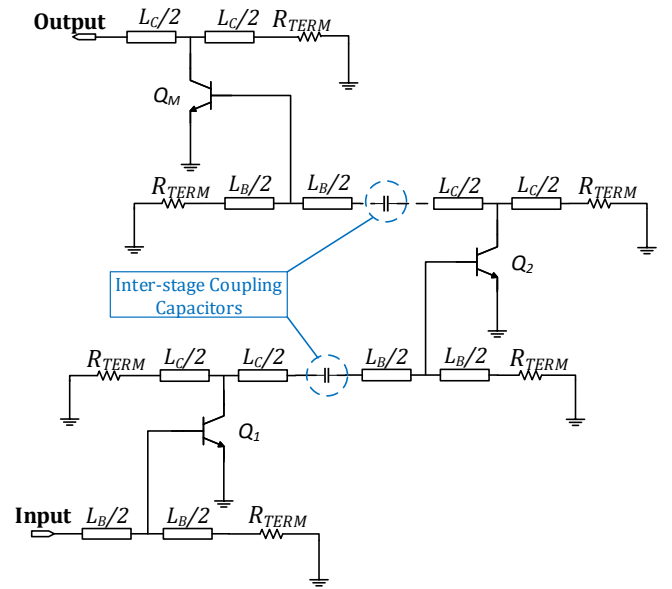 Output L_C/2 L_C/2 R_TERM
Q_M
R_TERM L_B/2 L_B/2 L_C/2 L_C/2 R_TERM
Q_2
Inter-stage Coupling
Capacitors
R_TERM L_C/2 L_C/2 L_B/2 L_B/2 R_TERM
Q_1
Input L_B/2 L_B/2 R_TERM